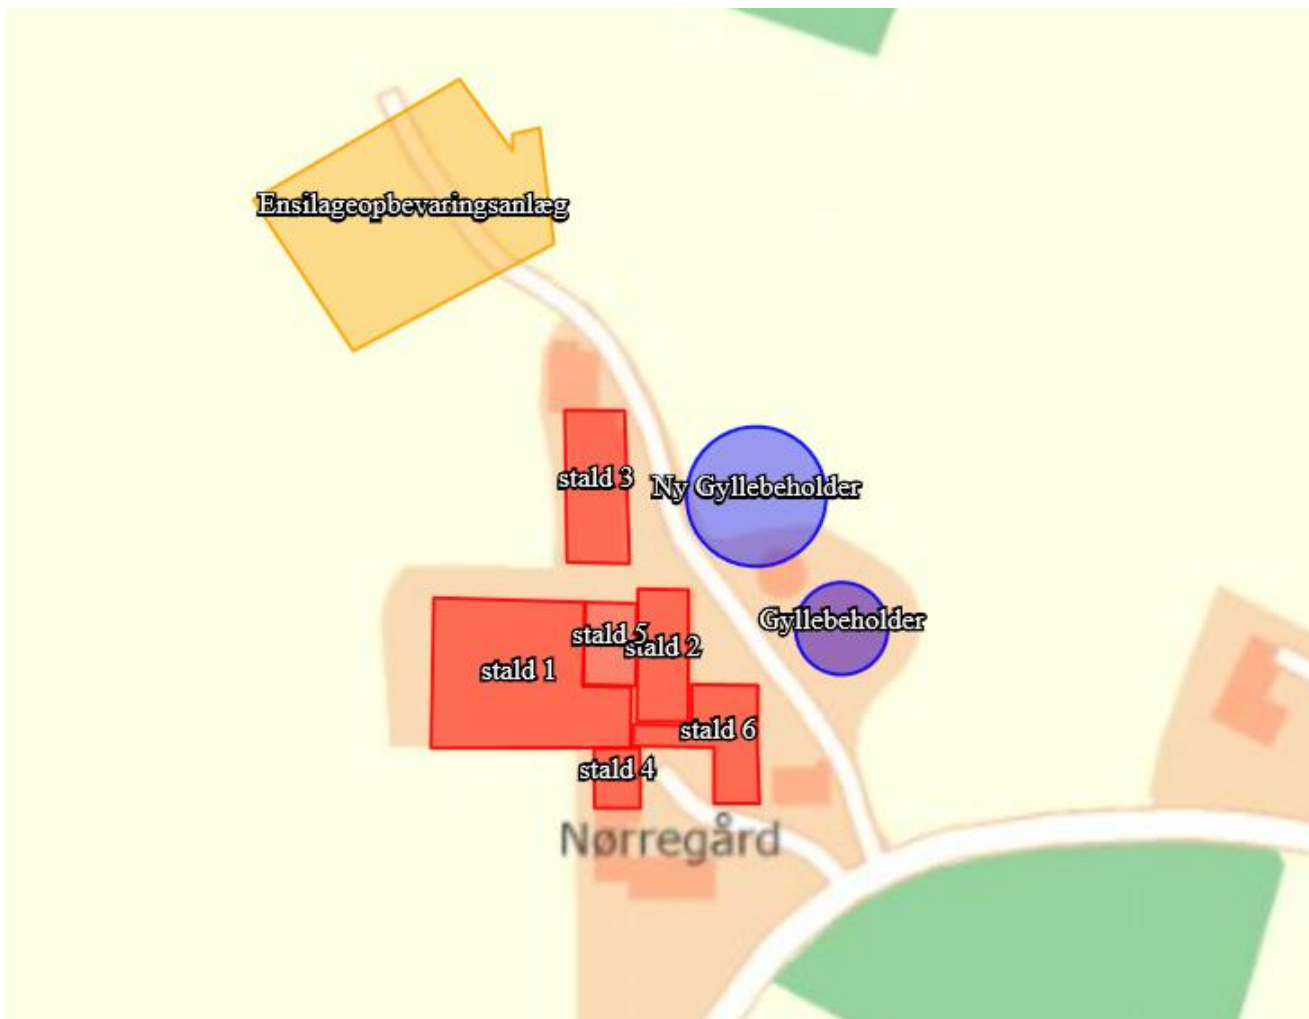 Ensilageopbevaringsanlæg
stald 3
Ny Gyllebeholder
Gyllebeholder
stald 5
stald 2
stald 1
stald 6
stald 4
Nørregård